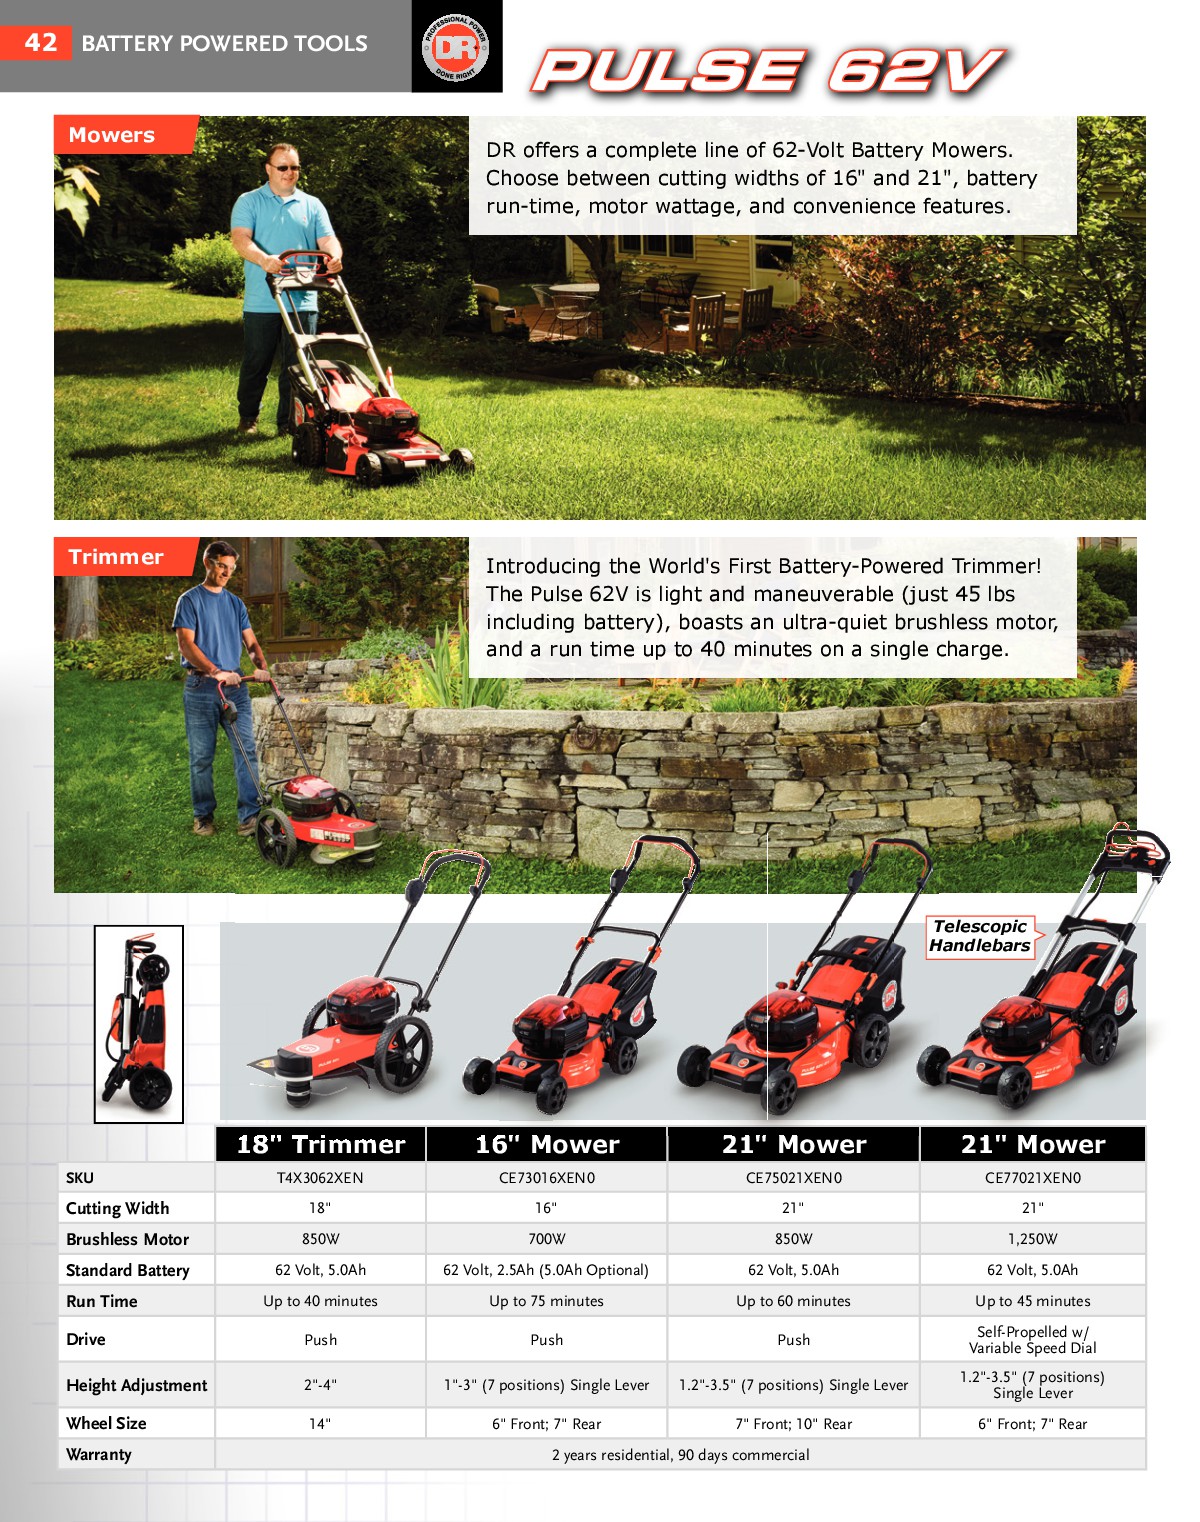 42 BATTERY POWERED TOOLS
PROFESSIONAL POWER
DR
DONE RIGHT
PULSE 62V
Mowers
DR offers a complete line of 62-Volt Battery Mowers.
Choose between cutting widths of 16" and 21", battery
run-time, motor wattage, and convenience features.
Trimmer
Introducing the World's First Battery-Powered Trimmer!
The Pulse 62V is light and maneuverable (just 45 lbs
including battery), boasts an ultra-quiet brushless motor,
and a run time up to 40 minutes on a single charge.
Telescopic
Handlebars
DR
DR
18" Trimmer 16" Mower 21" Mower 21" Mower
SKU T4X3062XEN CE73016XEN0 CE75021XEN0 CE77021XEN0
Cutting Width 18" 16" 21" 21"
Brushless Motor 850W 700W 850W 1,250W
Standard Battery 62 Volt, 5.0Ah 62 Volt, 2.5Ah (5.0Ah Optional) 62 Volt, 5.0Ah 62 Volt, 5.0Ah
Run Time Up to 40 minutes Up to 75 minutes Up to 60 minutes Up to 45 minutes
Drive Push Push Push Self-Propelled w/
Variable Speed Dial
Height Adjustment 2"-4" 1"-3" (7 positions) Single Lever 1.2"-3.5" (7 positions) Single Lever 1.2"-3.5" (7 positions)
Single Lever
Wheel Size 14" 6" Front; 7" Rear 7" Front; 10" Rear 6" Front; 7" Rear
Warranty 2 years residential, 90 days commercial